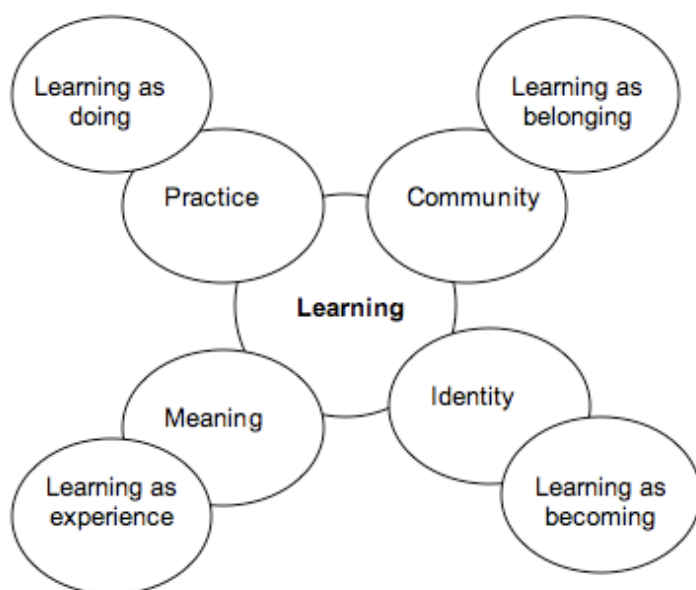 Learning as
doing
Learning as
belonging
Practice
Community
Learning
Meaning
Identity
Learning as
experience
Learning as
becoming